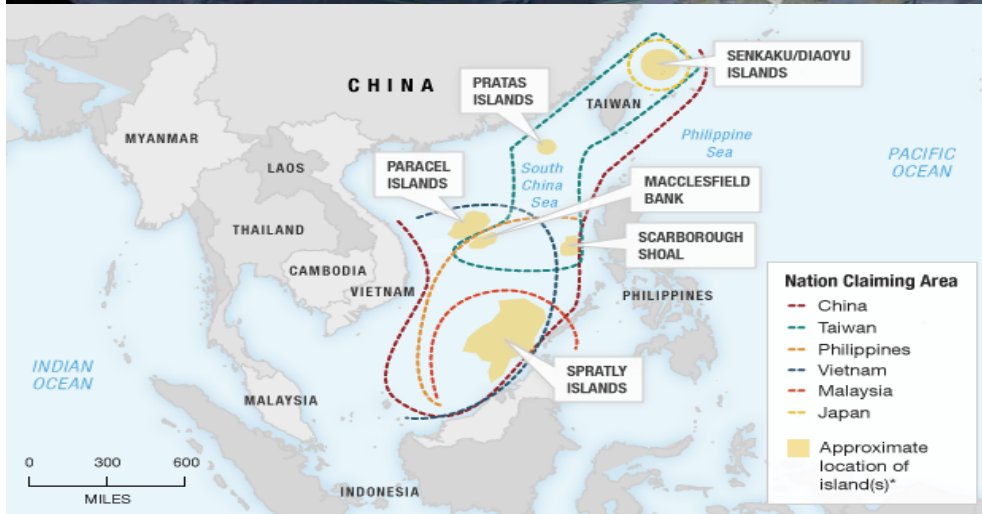 SENKAKU/DIAOYU
ISLANDS
CHINA
PRATAS
ISLANDS
TAIWAN
MYANMAR
Philippine
Sea
PACIFIC
OCEAN
LAOS
PARACEL
ISLANDS
South
China
Sea
MACCLESFIELD
BANK
THAILAND
SCARBOROUGH
SHOAL
CAMBODIA
VIETNAM
PHILIPPINES
Nation Claiming Area
China
Taiwan
Philippines
Vietnam
Malaysia
Japan
Approximate
location of
island(s)*
INDIAN
OCEAN
SPRATLY
ISLANDS
MALAYSIA
0 300 600
MILES
INDONESIA